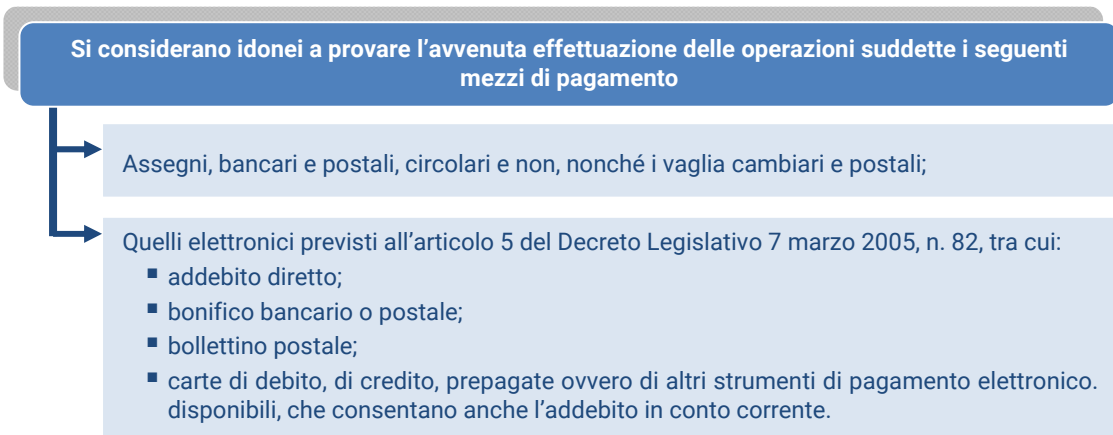 Si considerano idonei a provare l’avvenuta effettuazione delle operazioni suddette i seguenti
mezzi di pagamento
Assegni, bancari e postali, circolari e non, nonché i vaglia cambiari e postali;
Quelli elettronici previsti all’articolo 5 del Decreto Legislativo 7 marzo 2005, n. 82, tra cui:
▪ addebito diretto;
▪ bonifico bancario o postale;
▪ bollettino postale;
▪ carte di debito, di credito, prepagate ovvero di altri strumenti di pagamento elettronico.
disponibili, che consentano anche l’addebito in conto corrente.